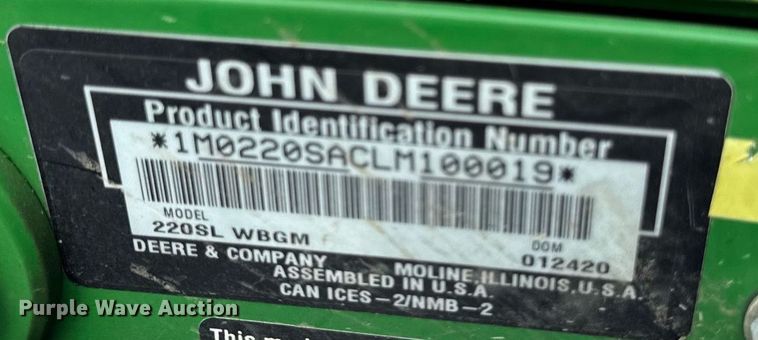 JOHN DEERE
Product Identification Number
*1M0220SACLM100019*
MODEL
220SL WBGM
DOM
012420
DEERE & COMPANY MOLINE, ILLINOIS, U.S.A.
ASSEMBLED IN U.S.A.
CAN ICES-2/NMB-2
Purple Wave Auction
This